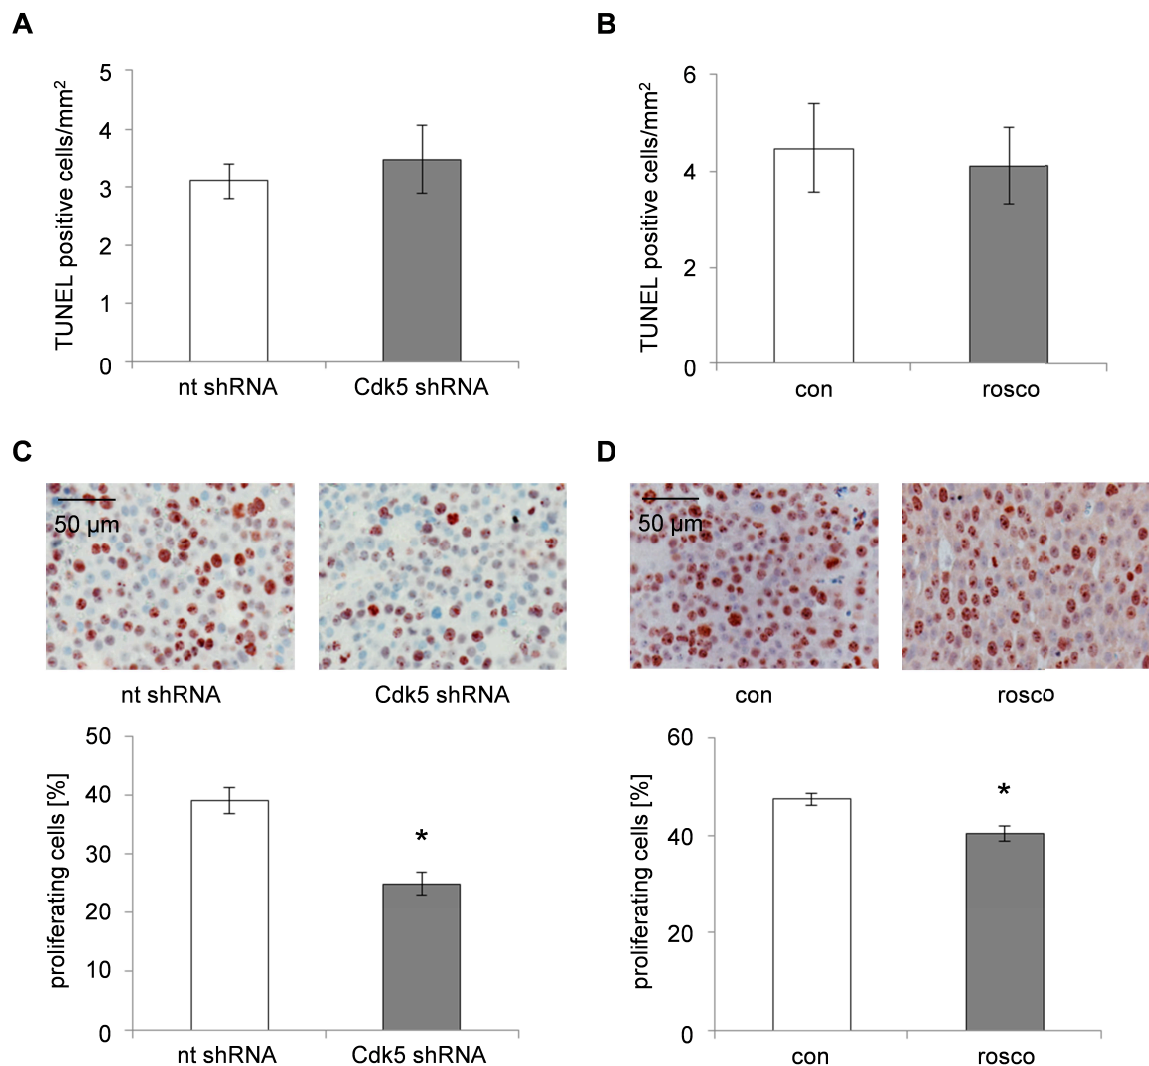 A
TUNEL positive cells/mm²
5
4
3
2
1
0
nt shRNA
Cdk5 shRNA
B
TUNEL positive cells/mm²
6
4
2
0
con
rosco
C
50 µm
nt shRNA
Cdk5 shRNA
proliferating cells [%]
50
40
30
20
10
0
*
nt shRNA
Cdk5 shRNA
D
50 µm
con
rosco
proliferating cells [%]
60
40
20
0
*
con
rosco